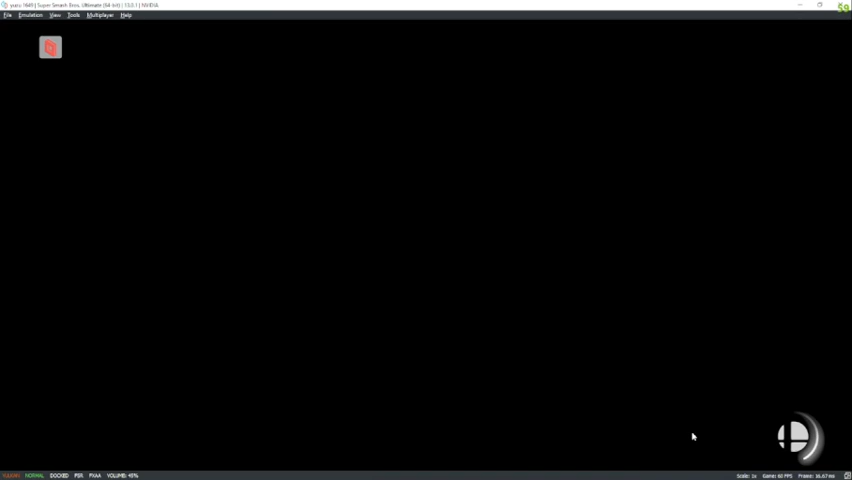 yuzu 1649 | Super Smash Bros. Ultimate (64-bit) | 13.0.1 | NVIDIA
59
File Emulation View Tools Multiplayer Help
VULKAN NORMAL DOCKED FSR FXAA VOLUME: 45% Scale: 1x Game: 60 FPS Frame: 16.67 ms